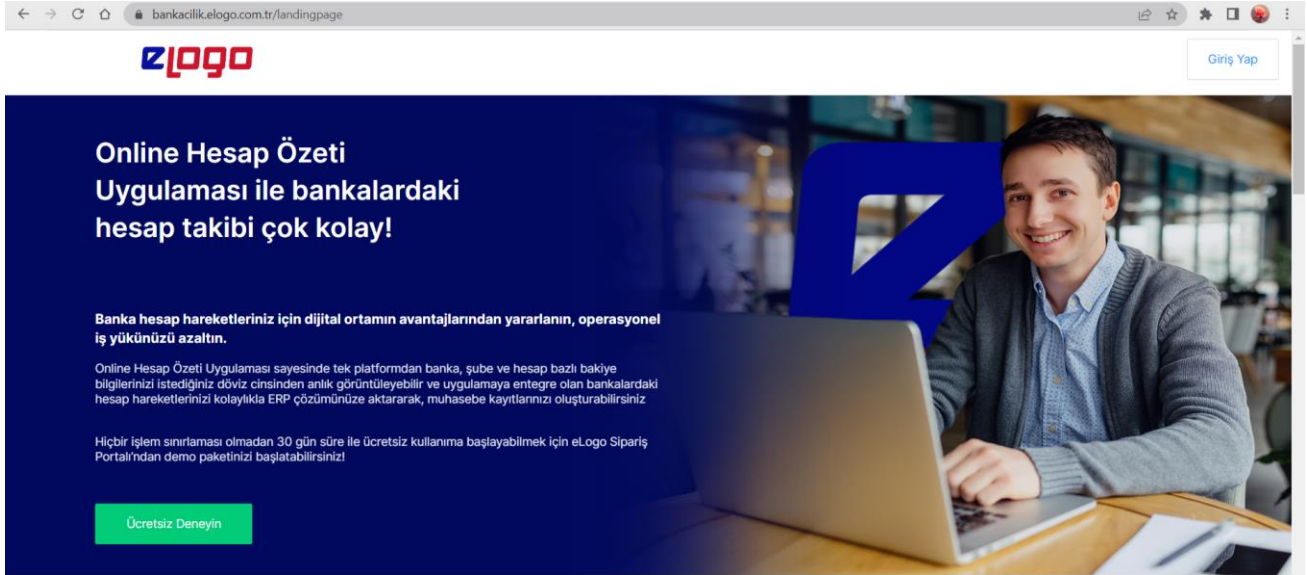 bankacilik.elogo.com.tr/landingpage
eLogo
Giriş Yap
Online Hesap Özeti
Uygulaması ile bankalardaki
hesap takibi çok kolay!
Banka hesap hareketleriniz için dijital ortamın avantajlarından yararlanın, operasyonel
iş yükünüzü azaltın.
Online Hesap Özeti Uygulaması sayesinde tek platformdan banka, şube ve hesap bazlı bakiye
bilgilerinizi istediğiniz döviz cinsinden anlık görüntüleyebilir ve uygulamaya entegre olan bankalardaki
hesap hareketlerinizi kolaylıkla ERP çözümünüze aktararak, muhasebe kayıtlarınızı oluşturabilirsiniz
Hiçbir işlem sınırlaması olmadan 30 gün süre ile ücretsiz kullanıma başlayabilmek için eLogo Sipariş
Portalı'ndan demo paketinizi başlatabilirsiniz!
Ücretsiz Deneyin